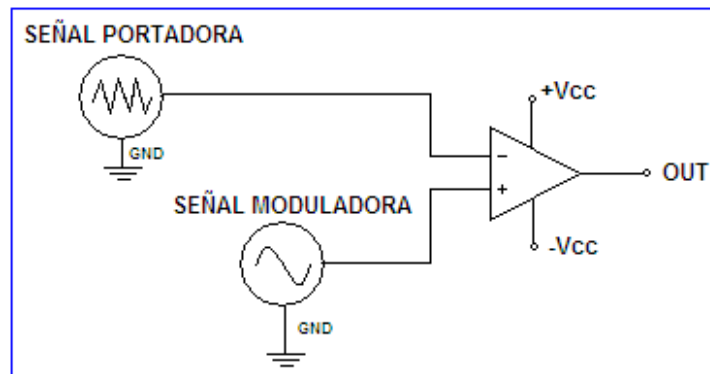 SEÑAL PORTADORA
+Vcc
GND
−
OUT
+
SEÑAL MODULADORA
-Vcc
GND